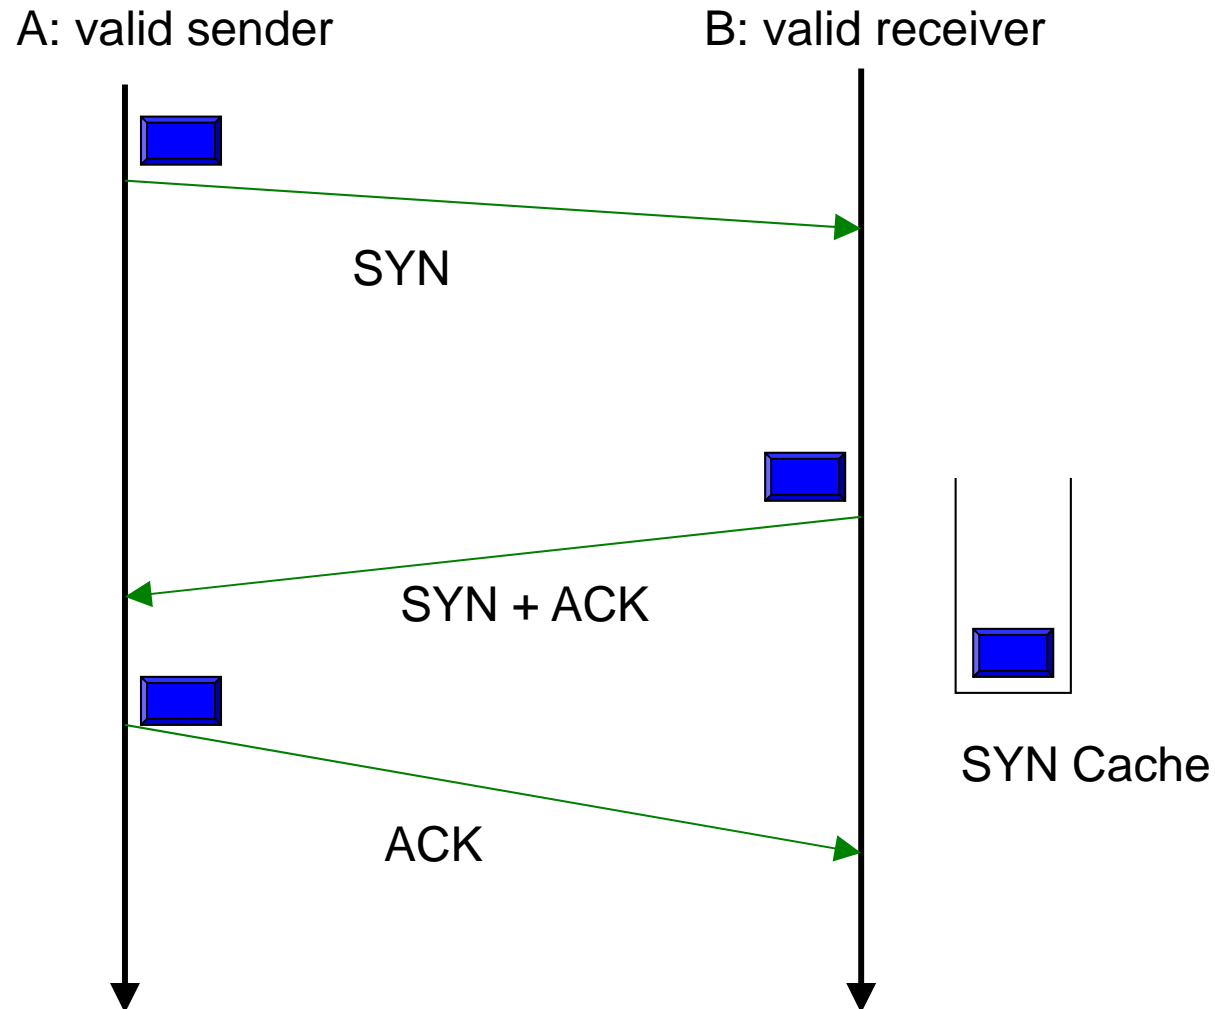 A: valid sender
B: valid receiver
SYN
SYN + ACK
SYN Cache
ACK